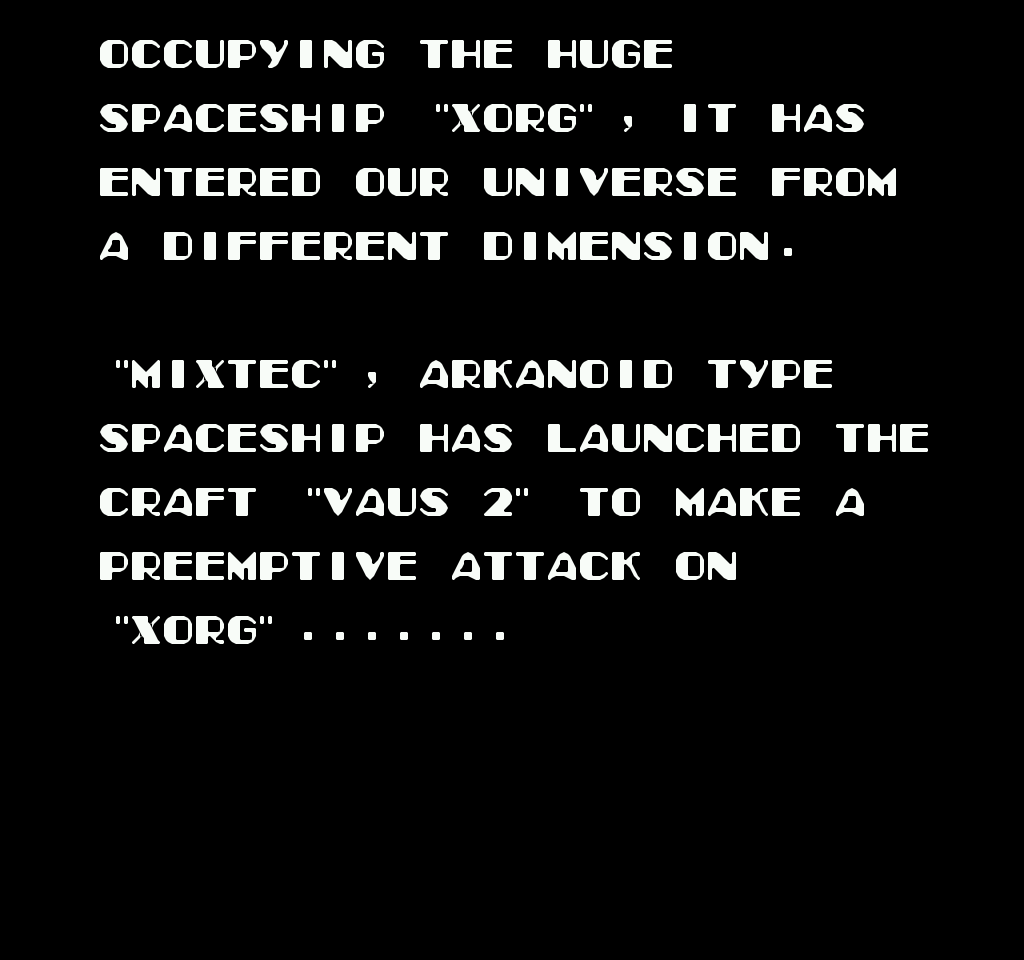 OCCUPYING THE HUGE
SPACESHIP "XORG" , IT HAS
ENTERED OUR UNIVERSE FROM
A DIFFERENT DIMENSION.
"MIXTEC" , ARKANOID TYPE
SPACESHIP HAS LAUNCHED THE
CRAFT "VAUS 2" TO MAKE A
PREEMPTIVE ATTACK ON
"XORG" .......